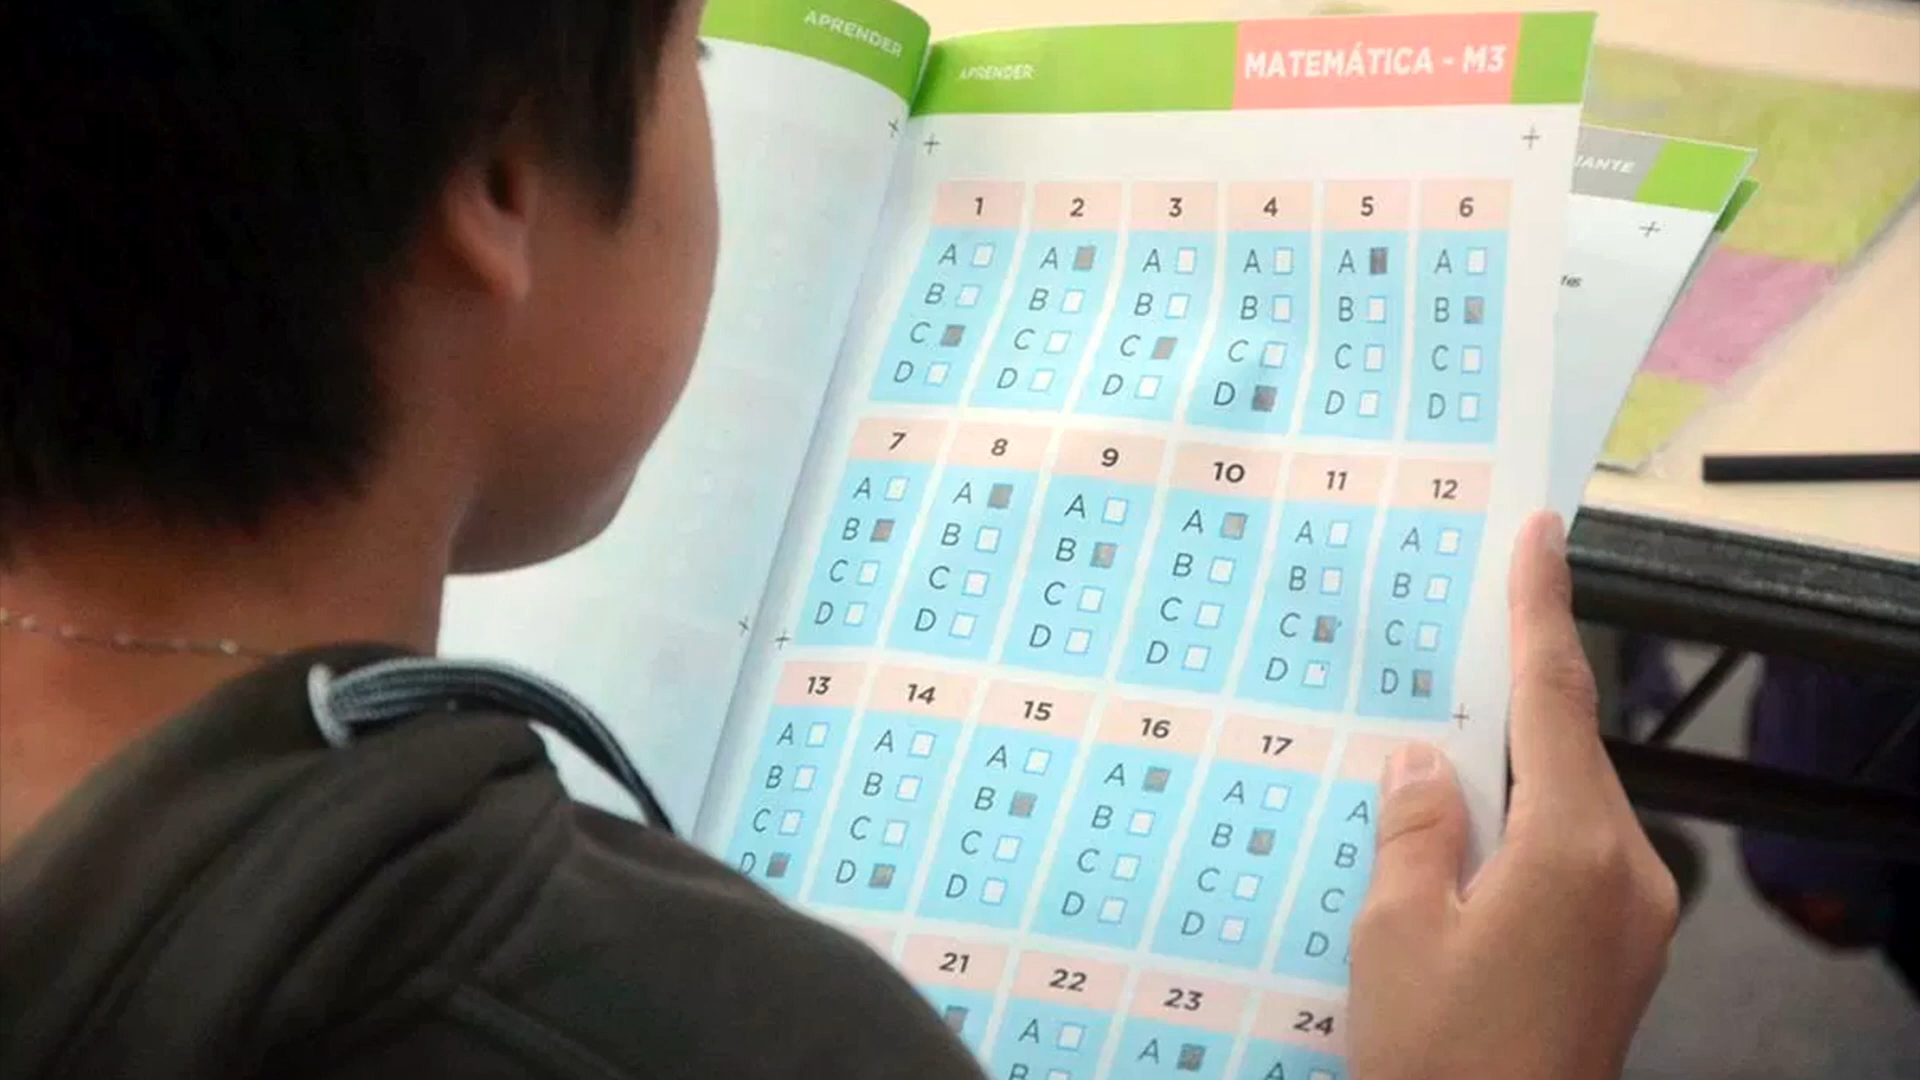 APRENDER
APRENDER MATEMÁTICA - M3
1 2 3 4 5 6
A A A A A A
B B B B B B
C C C C C C
D D D D D D
7 8 9 10 11 12
A A A A A A
B B B B B B
C C C C C C
D D D D D D
13 14 15 16 17
A A A A A A
B B B B B B
C C C C C C
D D D D D D
21 22 23 24
A A A
B